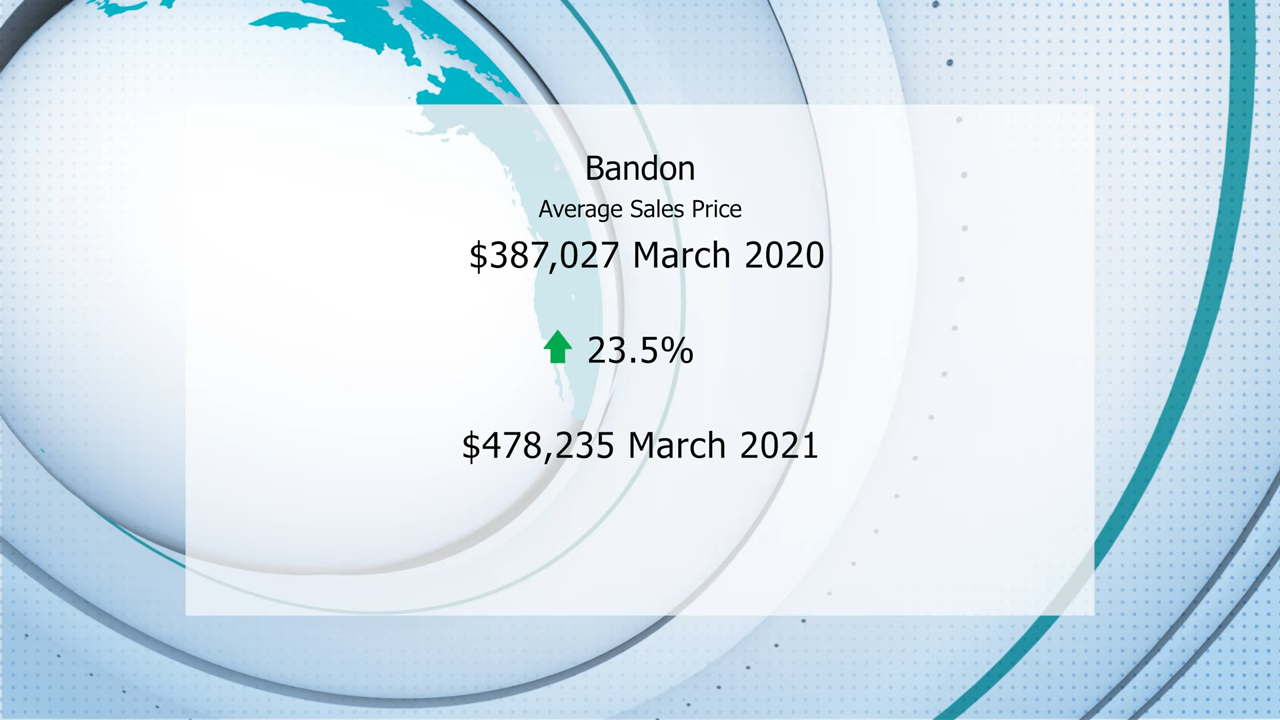 Bandon
Average Sales Price
$387,027 March 2020
23.5%
$478,235 March 2021